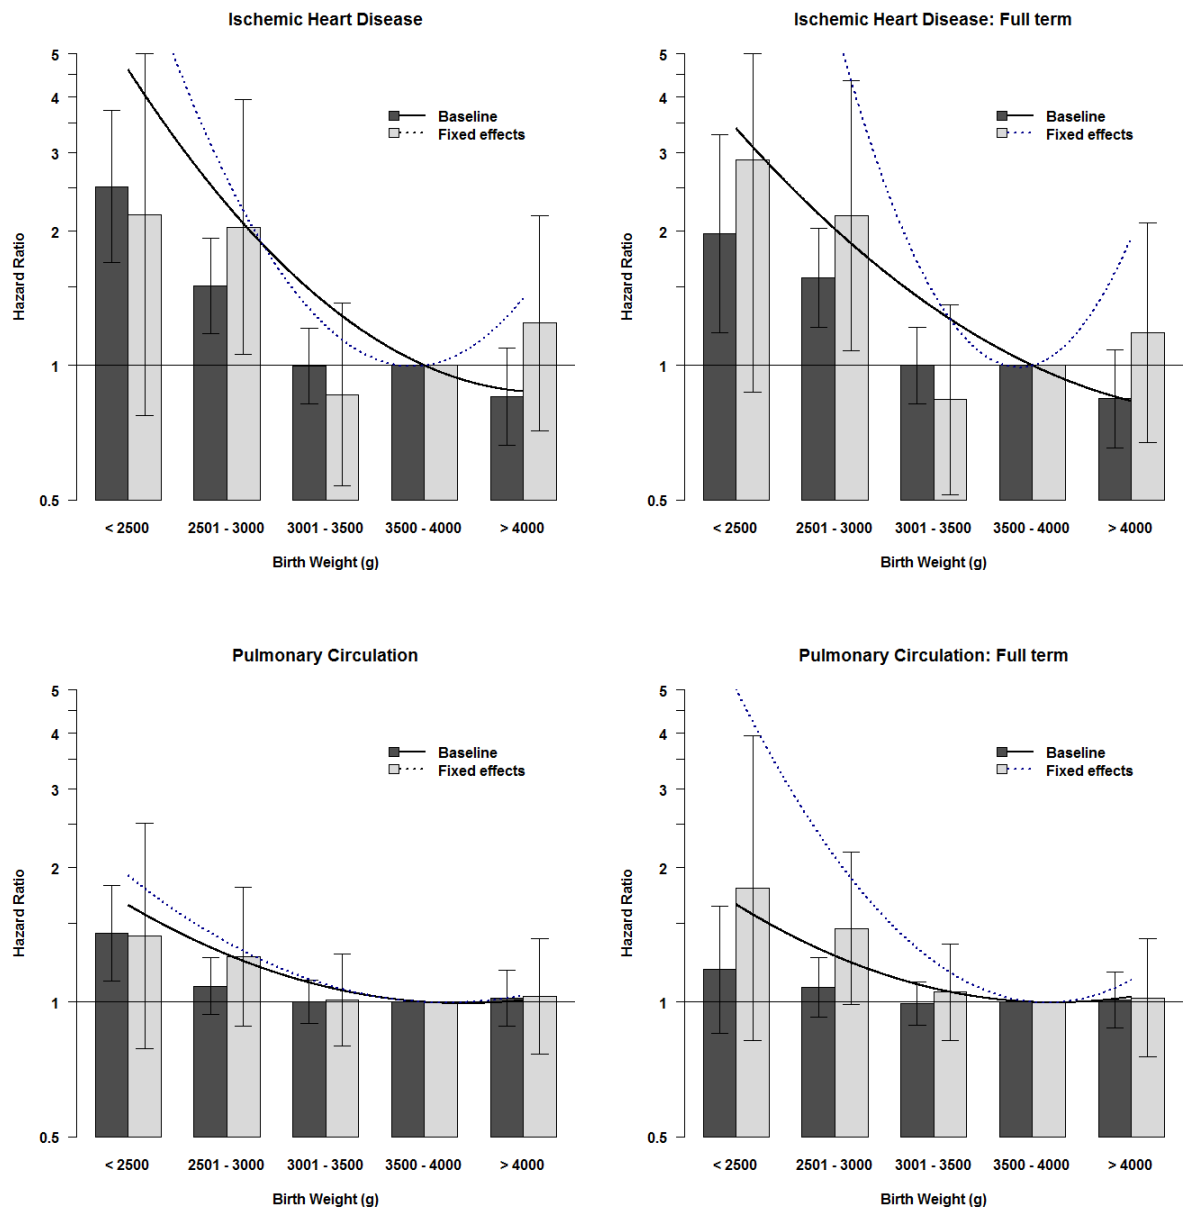 Ischemic Heart Disease
Hazard Ratio
5
4
3
2
1
0.5
Baseline
Fixed effects
< 2500 2501 - 3000 3001 - 3500 3500 - 4000 > 4000
Birth Weight (g)
Ischemic Heart Disease: Full term
Hazard Ratio
5
4
3
2
1
0.5
Baseline
Fixed effects
< 2500 2501 - 3000 3001 - 3500 3500 - 4000 > 4000
Birth Weight (g)
Pulmonary Circulation
Hazard Ratio
5
4
3
2
1
0.5
Baseline
Fixed effects
< 2500 2501 - 3000 3001 - 3500 3500 - 4000 > 4000
Birth Weight (g)
Pulmonary Circulation: Full term
Hazard Ratio
5
4
3
2
1
0.5
Baseline
Fixed effects
< 2500 2501 - 3000 3001 - 3500 3500 - 4000 > 4000
Birth Weight (g)